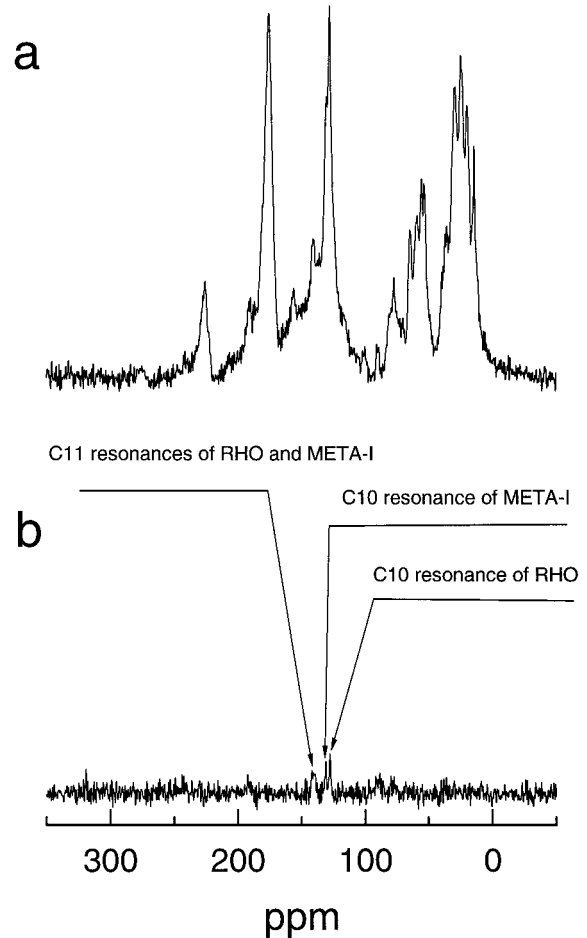 a
C11 resonances of RHO and META-I
C10 resonance of META-I
b
C10 resonance of RHO
300 200 100 0
ppm